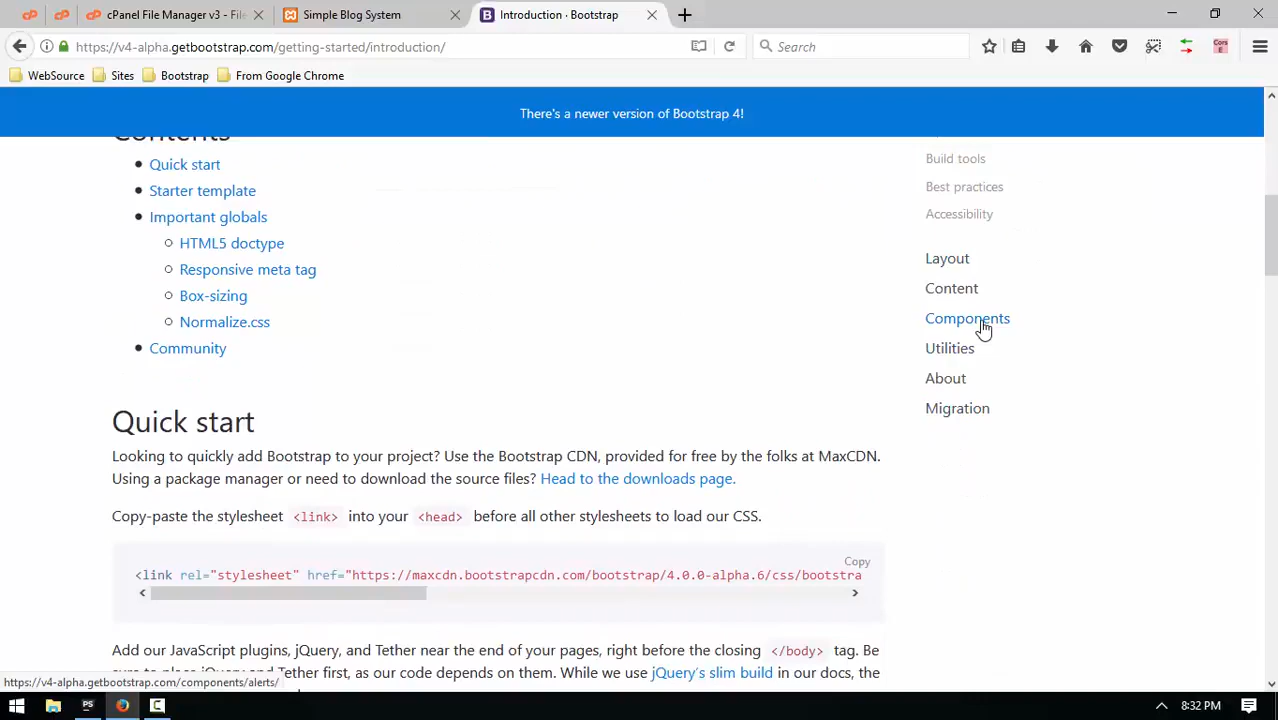 cPanel File Manager v3 - File
Simple Blog System
Introduction · Bootstrap
https://v4-alpha.getbootstrap.com/getting-started/introduction/
Search
WebSource
Sites
Bootstrap
From Google Chrome
There's a newer version of Bootstrap 4!
Contents
Quick start
Starter template
Important globals
HTML5 doctype
Responsive meta tag
Box-sizing
Normalize.css
Community
Build tools
Best practices
Accessibility
Layout
Content
Components
Utilities
About
Migration
Quick start
Looking to quickly add Bootstrap to your project? Use the Bootstrap CDN, provided for free by the folks at MaxCDN.
Using a package manager or need to download the source files? Head to the downloads page.
Copy-paste the stylesheet <link> into your <head> before all other stylesheets to load our CSS.
Copy
<link rel="stylesheet" href="https://maxcdn.bootstrapcdn.com/bootstrap/4.0.0-alpha.6/css/bootstra
Add our JavaScript plugins, jQuery, and Tether near the end of your pages, right before the closing </body> tag. Be
sure to place jQuery and Tether first, as our code depends on them. While we use jQuery's slim build in our docs, the
https://v4-alpha.getbootstrap.com/components/alerts/
8:32 PM